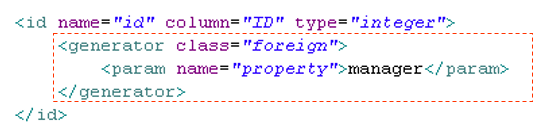 <id name="id" column="ID" type="integer">
<generator class="foreign">
<param name="property">manager</param>
</generator>
</id>